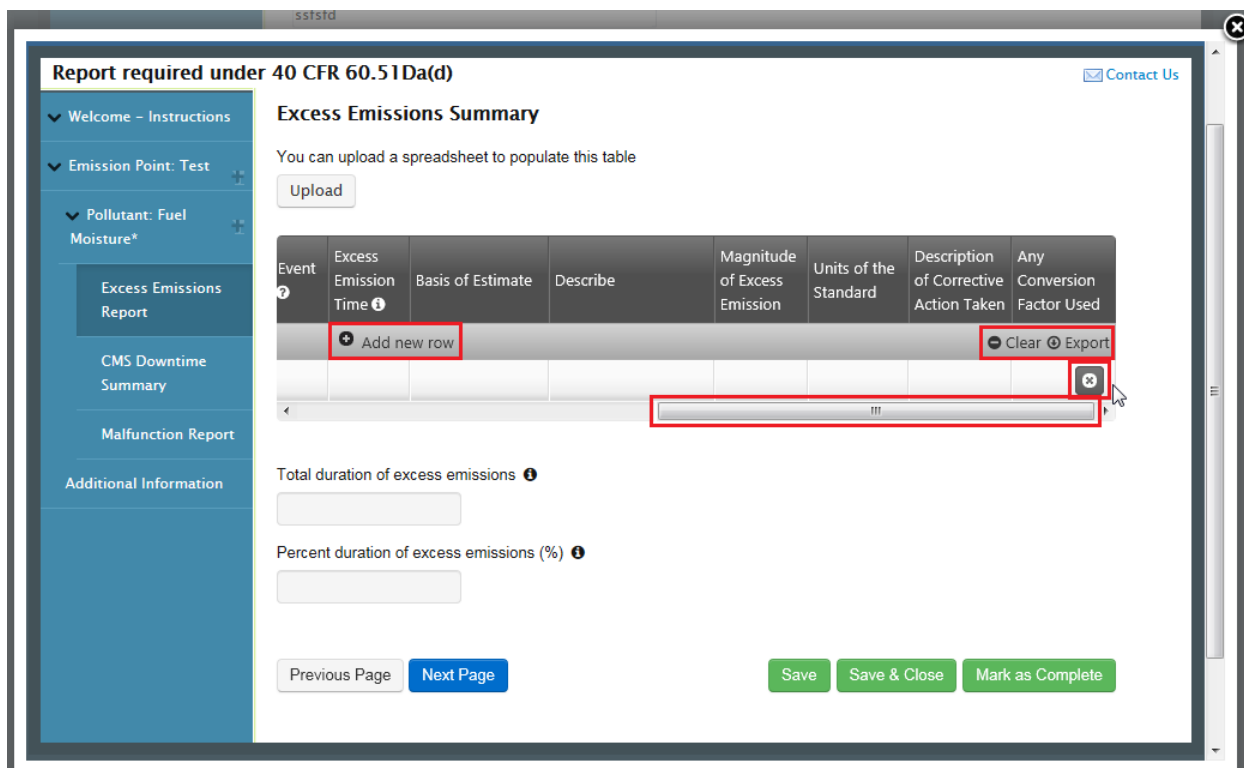 sststd
Report required under 40 CFR 60.51Da(d)
Contact Us
Welcome – Instructions
Emission Point: Test
Pollutant: Fuel
Moisture*
Excess Emissions
Report
CMS Downtime
Summary
Malfunction Report
Additional Information
Excess Emissions Summary
You can upload a spreadsheet to populate this table
Upload
Event
Excess
Emission
Time
Basis of Estimate
Describe
Magnitude
of Excess
Emission
Units of the
Standard
Description
of Corrective
Action Taken
Any
Conversion
Factor Used
Add new row
Clear Export
Total duration of excess emissions
Percent duration of excess emissions (%)
Previous Page
Next Page
Save
Save & Close
Mark as Complete